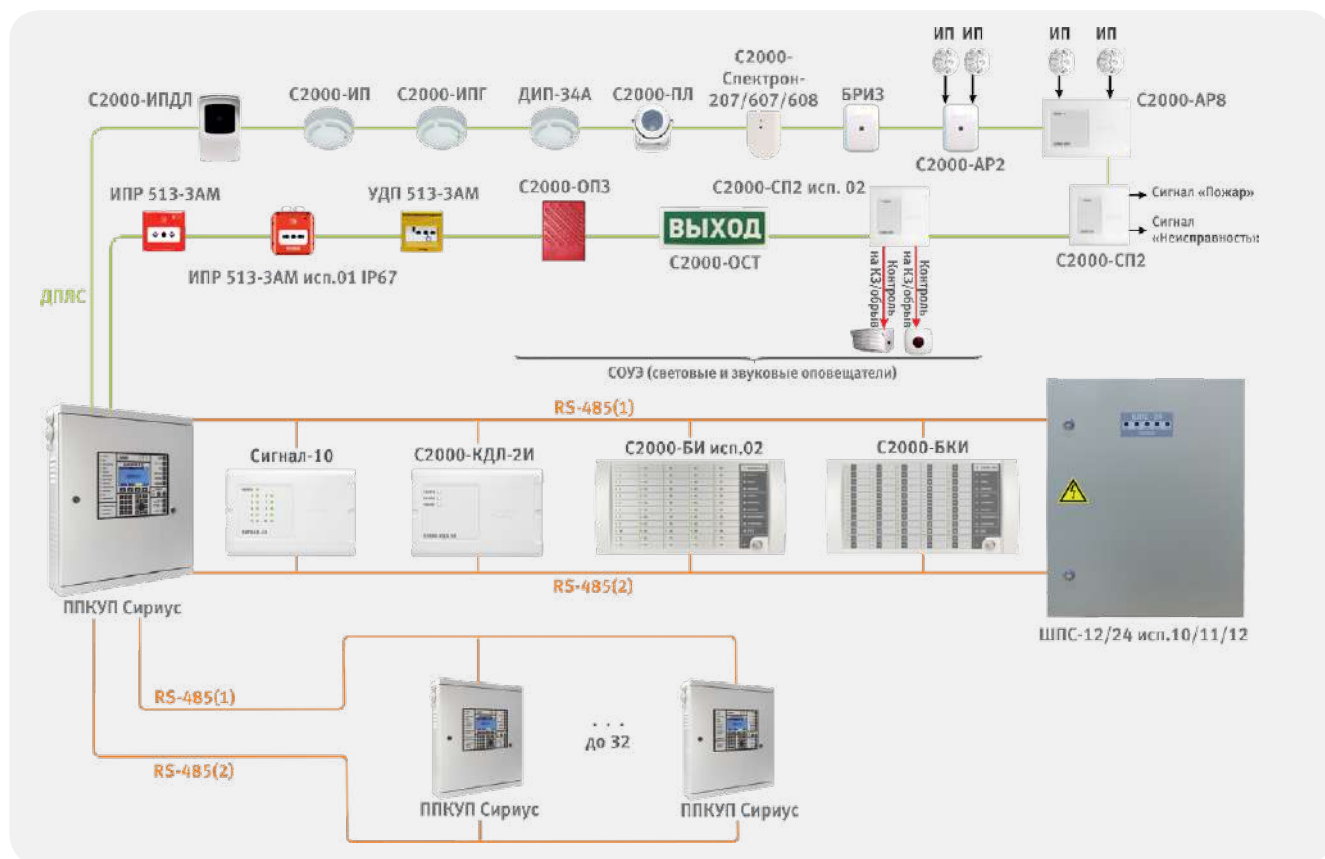 ИП ИП
ИП ИП
С2000-
Спектрон-
207/607/608
С2000-ИПДЛ
С2000-ИП
С2000-ИПГ
ДИП-34А
С2000-ПЛ
БРИЗ
С2000-АР2
С2000-АР8
ИПР 513-3АМ
ИПР 513-3АМ исп.01 IP67
УДП 513-3АМ
С2000-ОПЗ
ВЫХОД
С2000-ОСТ
С2000-СП2 исп. 02
Сигнал «Пожар»
Сигнал
«Неисправность»
С2000-СП2
Контроль
на КЗ/обрыв
Контроль
на КЗ/обрыв
ДПЛС
СОУЭ (световые и звуковые оповещатели)
RS-485(1)
Сигнал-10
С2000-КДЛ-2И
С2000-БИ исп.02
С2000-БКИ
RS-485(2)
ППКУП Сириус
ШПС-12/24 исп.10/11/12
RS-485(1)
. . .
до 32
RS-485(2)
ППКУП Сириус
ППКУП Сириус